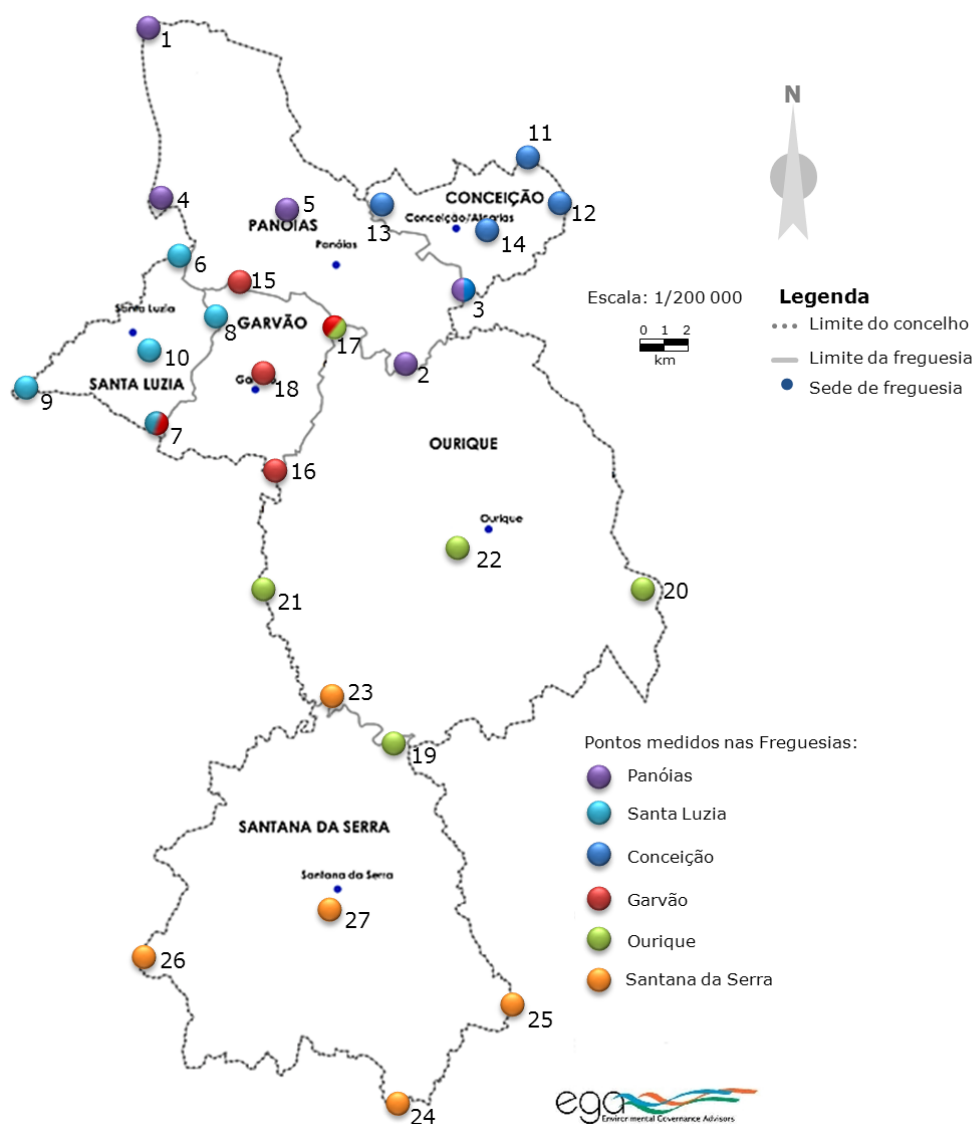 1
N
11
CONCEIÇÃO
4
5
12
PANÓIAS
13
Conceição/Alcarias
14
Panóias
6
15
3
Escala: 1/200 000
Legenda
0 1 2
km
Limite do concelho
Limite da freguesia
Sede de freguesia
Santa Luzia
8
GARVÃO
17
10
2
SANTA LUZIA
18
9
7
OURIQUE
16
Ourique
22
21
20
23
19
Pontos medidos nas Freguesias:
Panóias
Santa Luzia
Conceição
Garvão
Ourique
Santana da Serra
SANTANA DA SERRA
Santana da Serra
27
26
25
24
ega
Environmental Governance Advisors